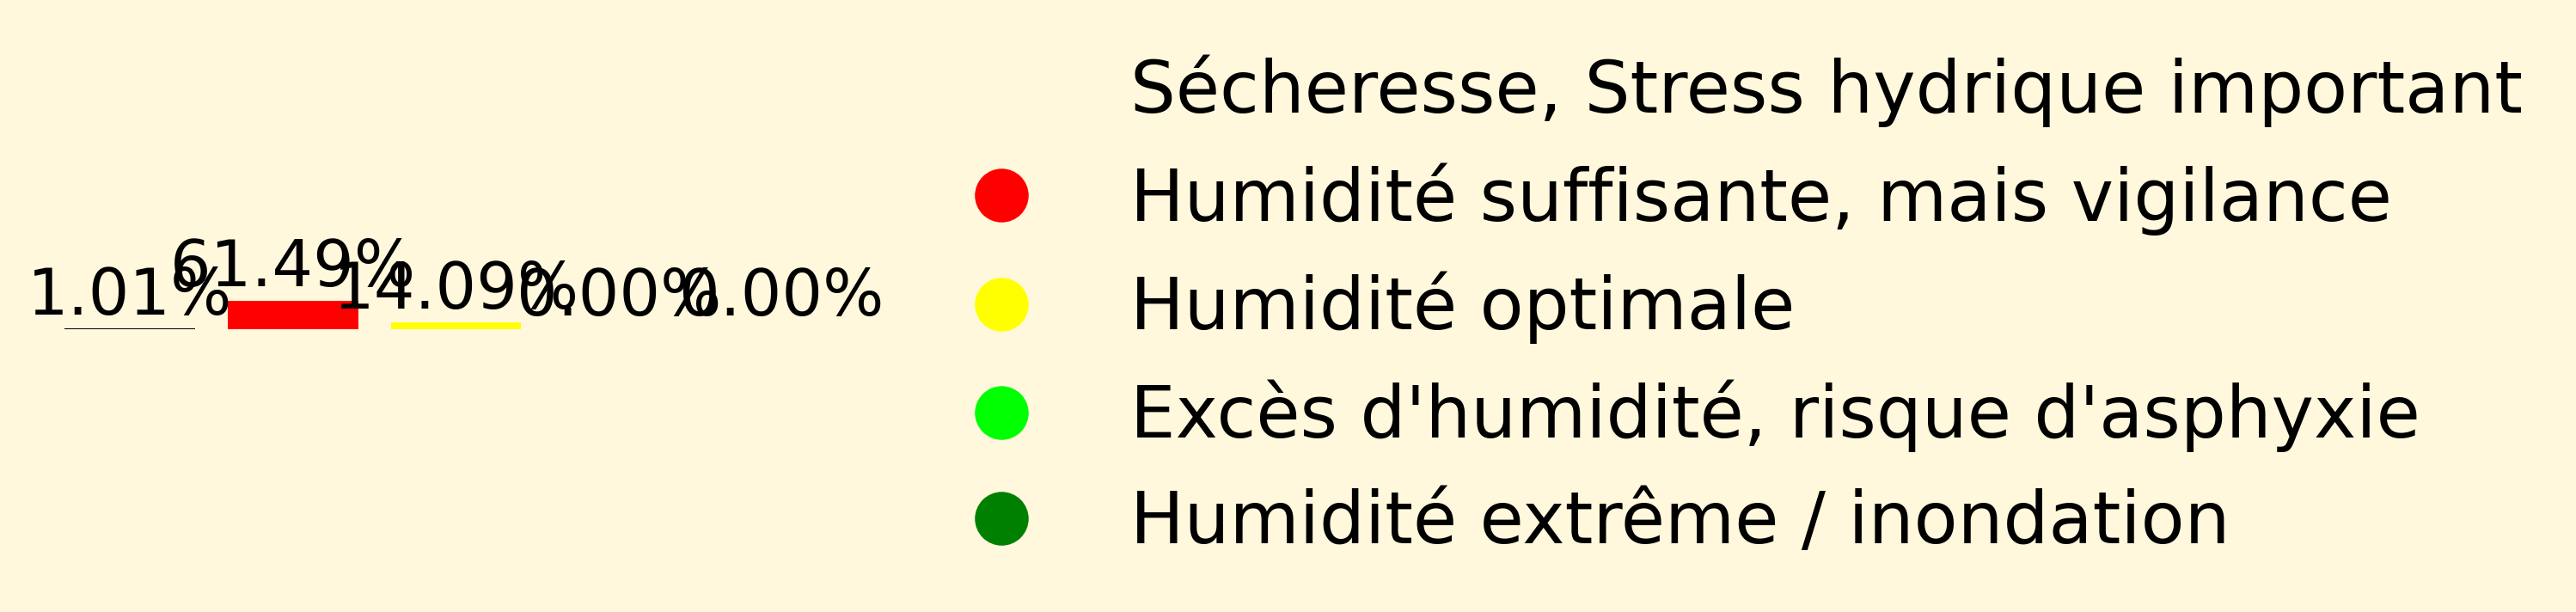 1.01% 61.49% 14.09% 0.00% 0.00%
Sécheresse, Stress hydrique important
Humidité suffisante, mais vigilance
Humidité optimale
Excès d'humidité, risque d'asphyxie
Humidité extrême / inondation